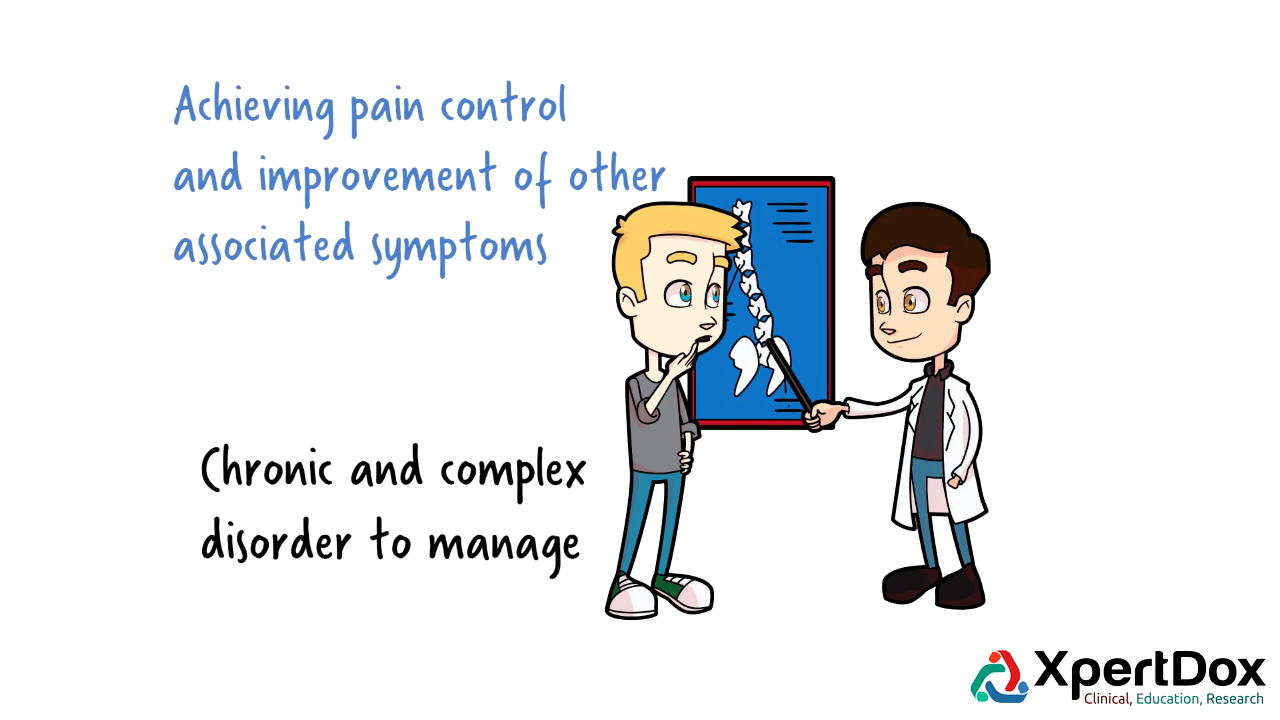 Achieving pain control
and improvement of other
associated symptoms
Chronic and complex
disorder to manage
XpertDox
Clinical, Education, Research